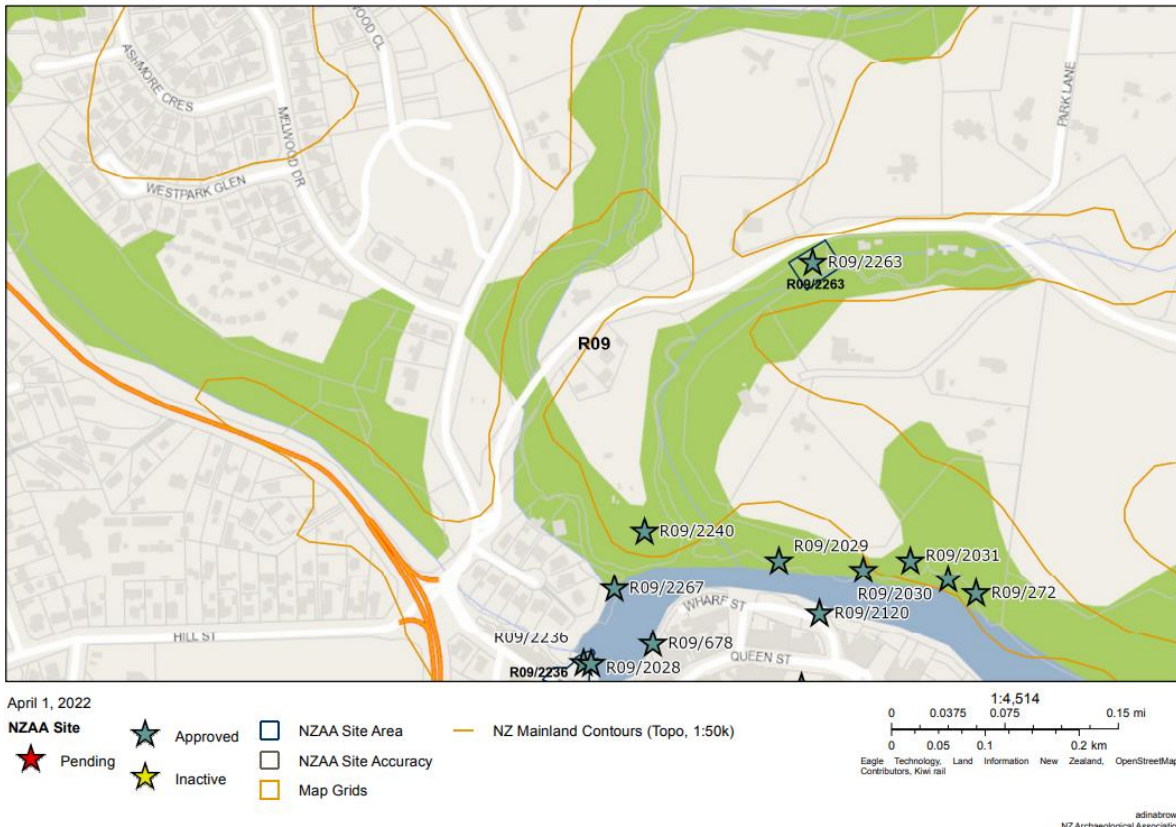 ASHMORE CRES
MELWOOD DR
WESTPARK GLEN
PARK LANE
R09/2263
R09/2263
R09
R09/2240
R09/2029
R09/2031
R09/2267
R09/2030
R09/272
WHARF ST
R09/2120
HILL ST
R09/2236
R09/678
R09/2236
R09/2028
QUEEN ST
April 1, 2022
NZAA Site
Pending
Approved
Inactive
NZAA Site Area
NZAA Site Accuracy
Map Grids
NZ Mainland Contours (Topo, 1:50k)
1:4,514
0 0.0375 0.075 0.15 mi
0 0.05 0.1 0.2 km
Eagle Technology, Land Information New Zealand, OpenStreetMap
Contributors, Kiwi rail
NZ Archaeological Association